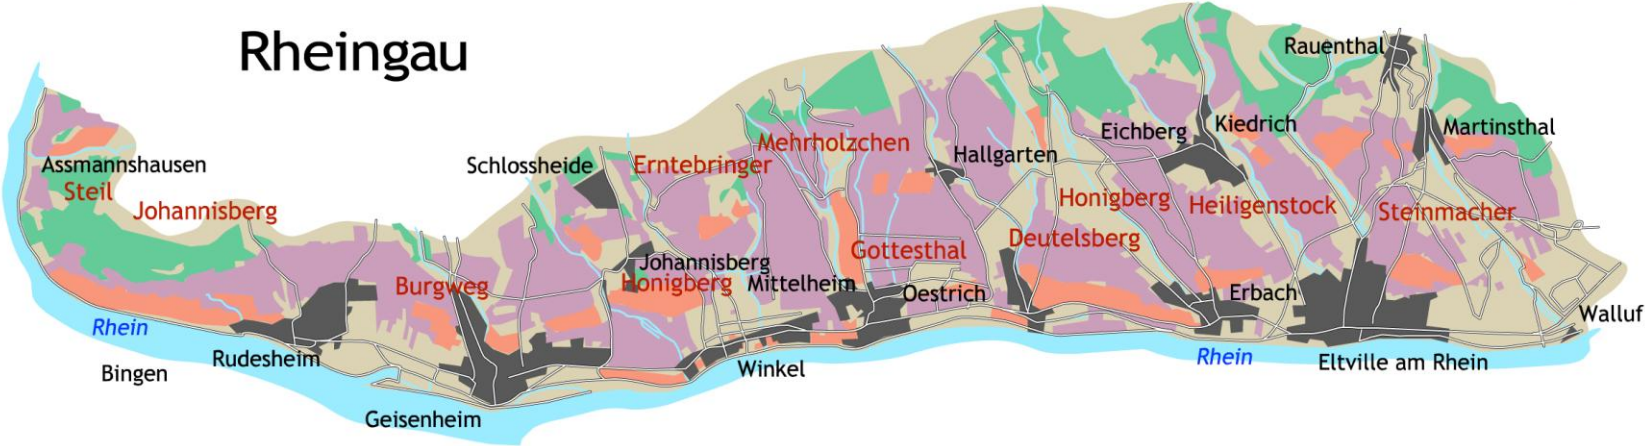 Rheingau
Rauenthal
Kiedrich
Martinsthal
Eichberg
Mehrholzchen
Hallgarten
Schlossheide
Erntebringer
Assmannshausen
Steil
Johannisberg
Honigberg
Heiligenstock
Steinmacher
Deutelsberg
Gottesthal
Johannisberg
Honigberg
Mittelheim
Burgweg
Oestrich
Erbach
Walluf
Rhein
Rudesheim
Bingen
Winkel
Rhein
Eltville am Rhein
Geisenheim